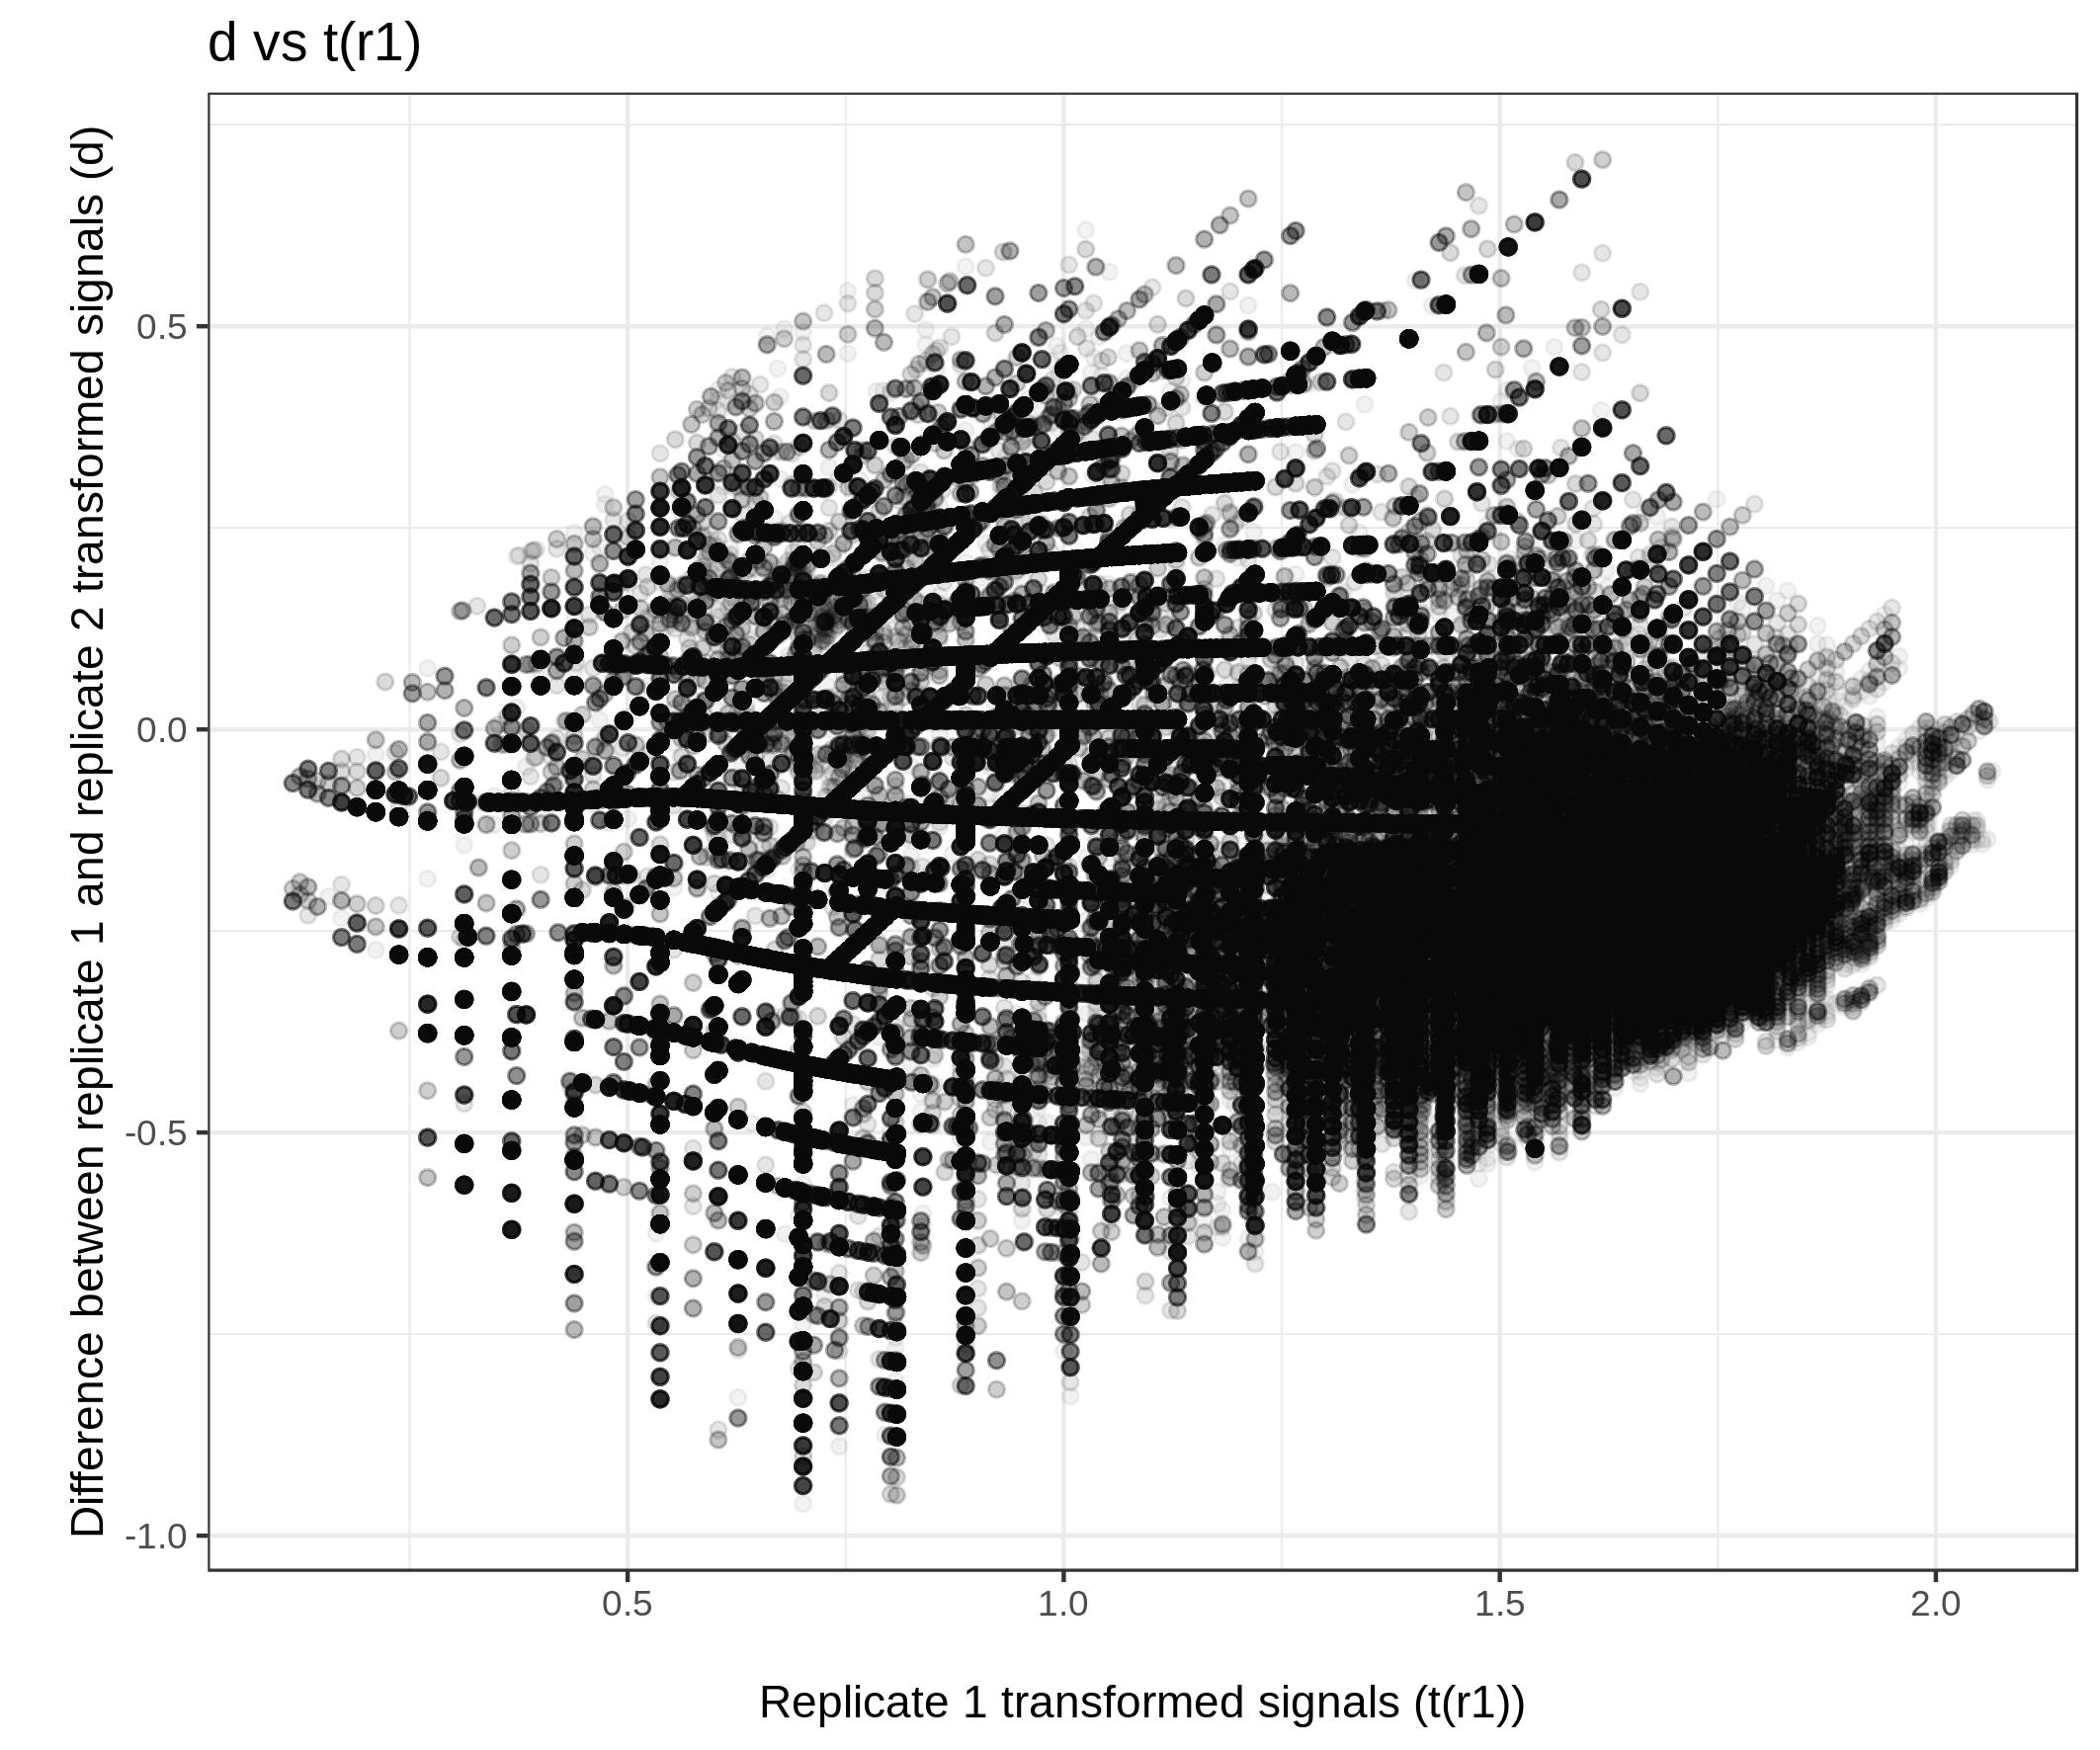 d vs t(r1)
Difference between replicate 1 and replicate 2 transformed signals (d)
0.5
0.0
-0.5
-1.0
0.5
1.0
1.5
2.0
Replicate 1 transformed signals (t(r1))